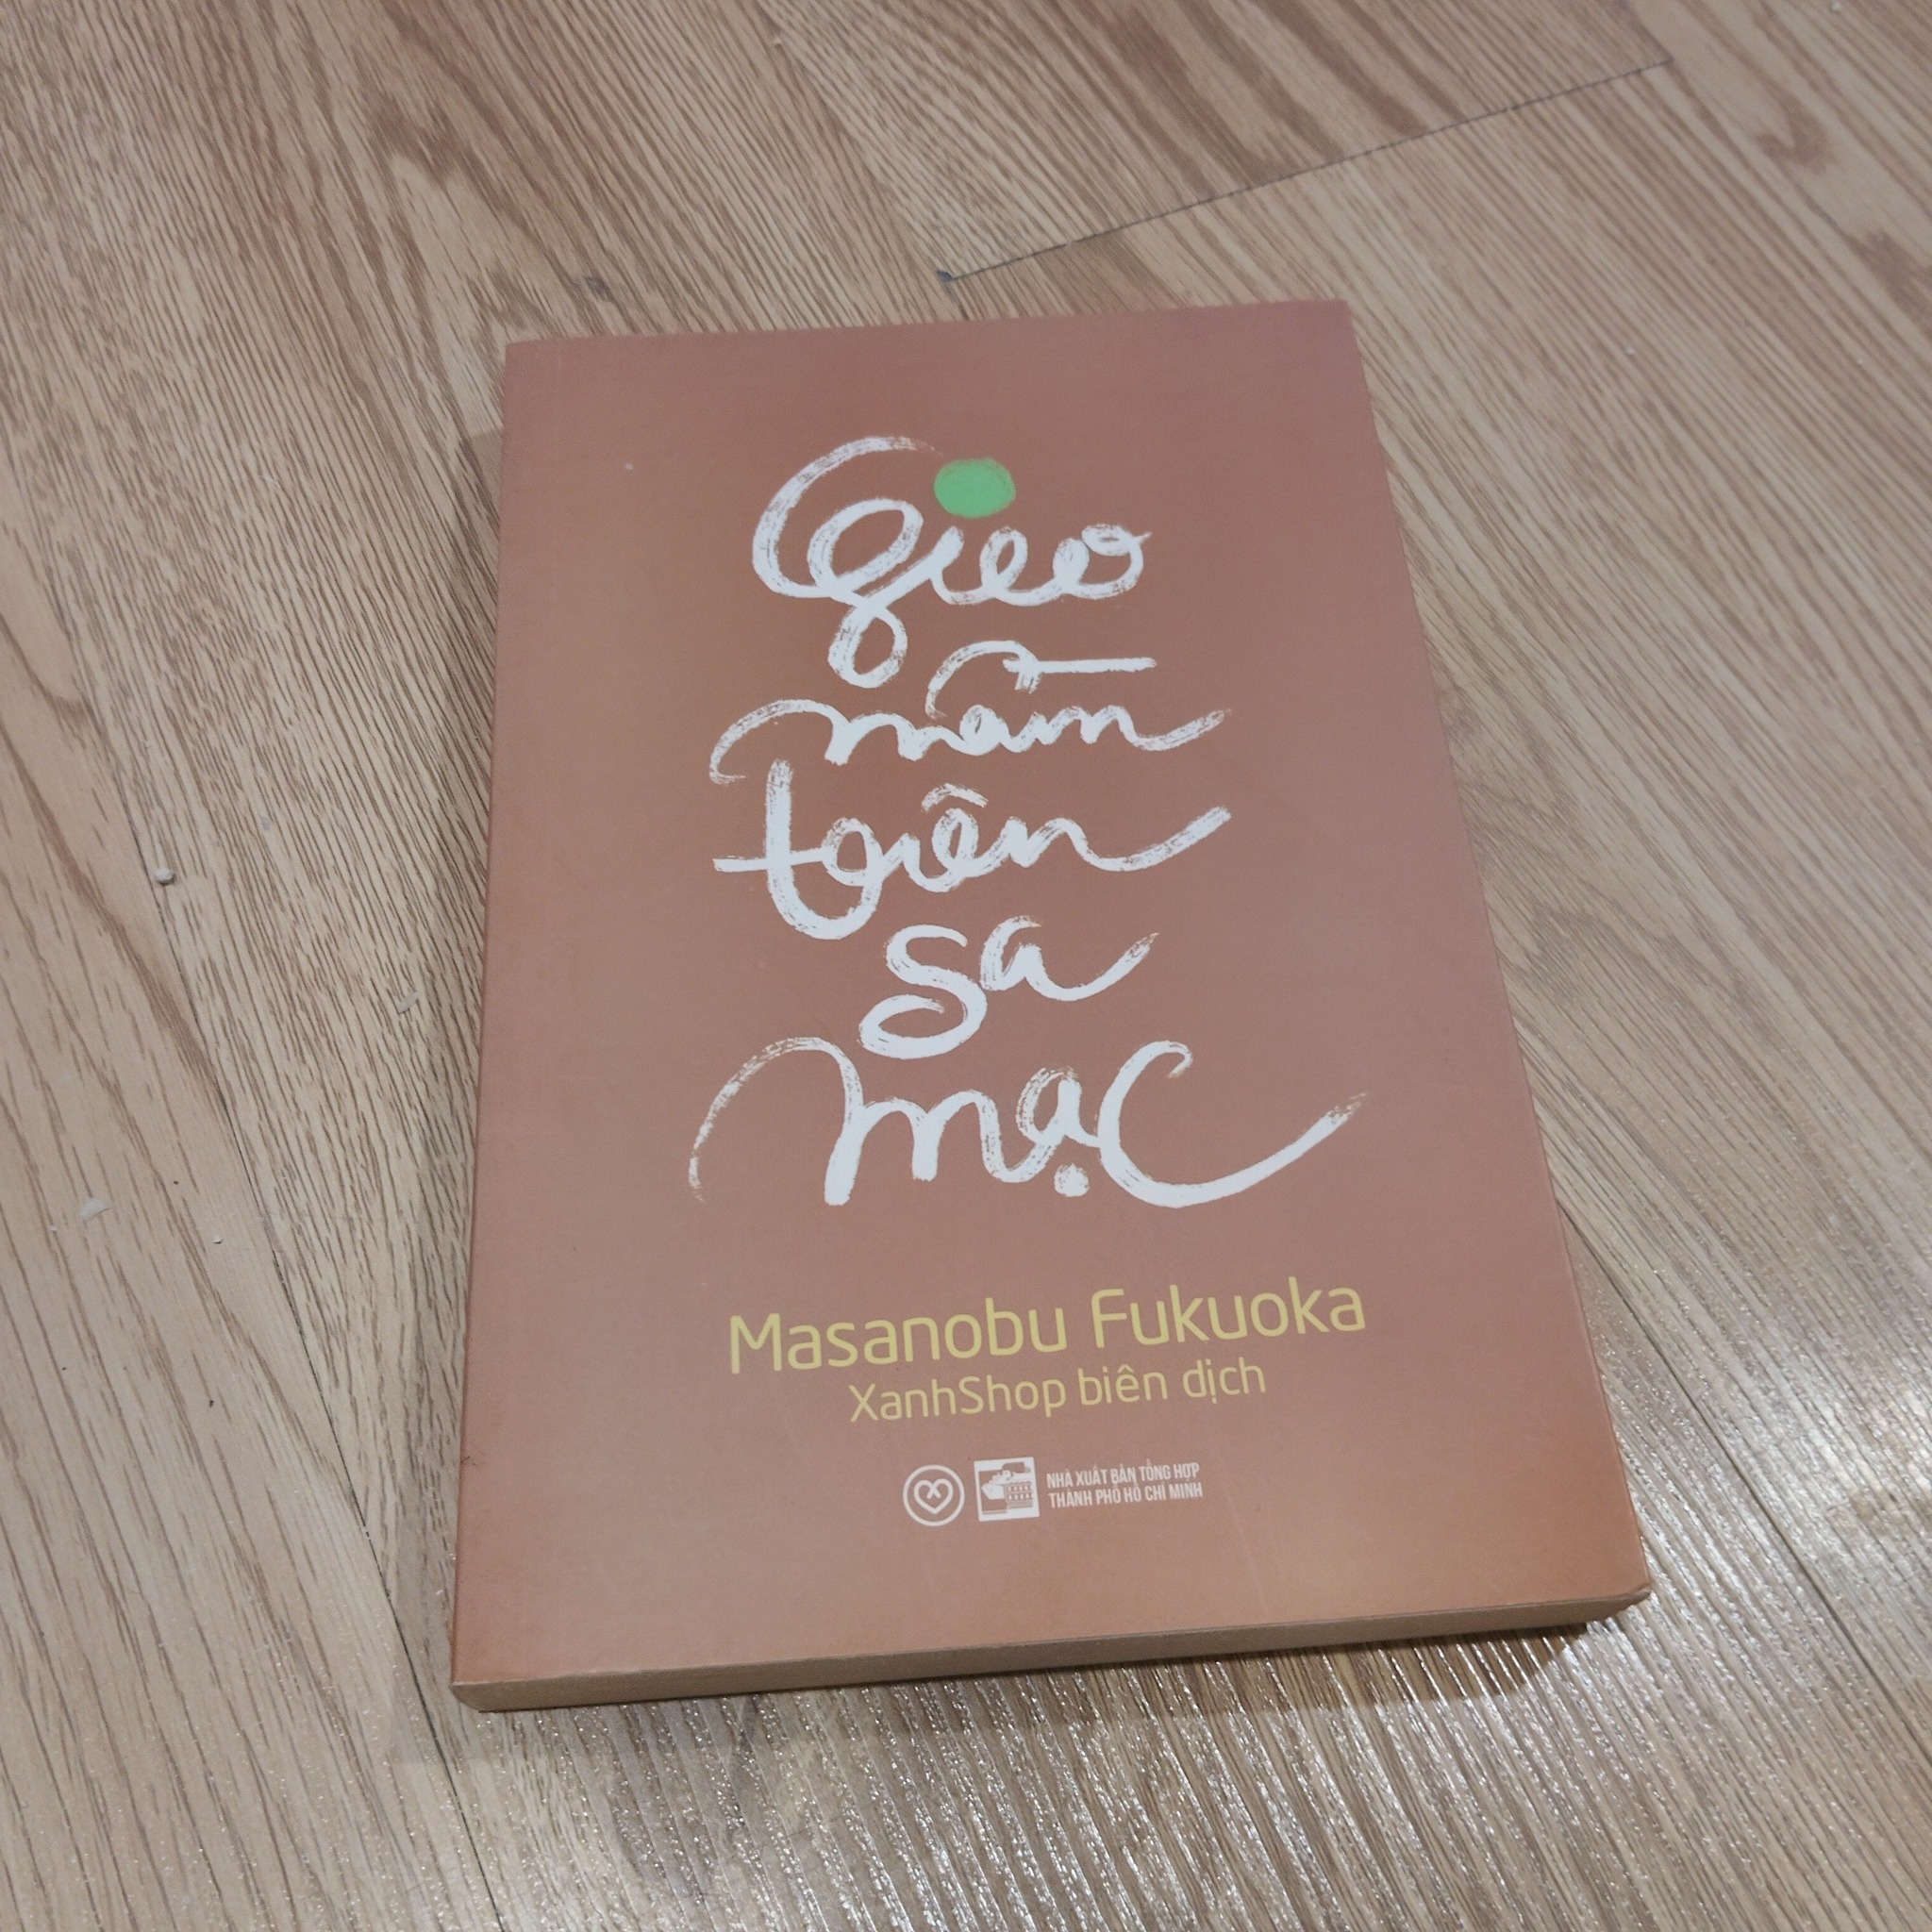 Gieo
mầm
trên
sa
mạc
Masanobu Fukuoka
XanhShop biên dịch
NHÀ XUẤT BẢN TỔNG HỢP
THÀNH PHỐ HỒ CHÍ MINH